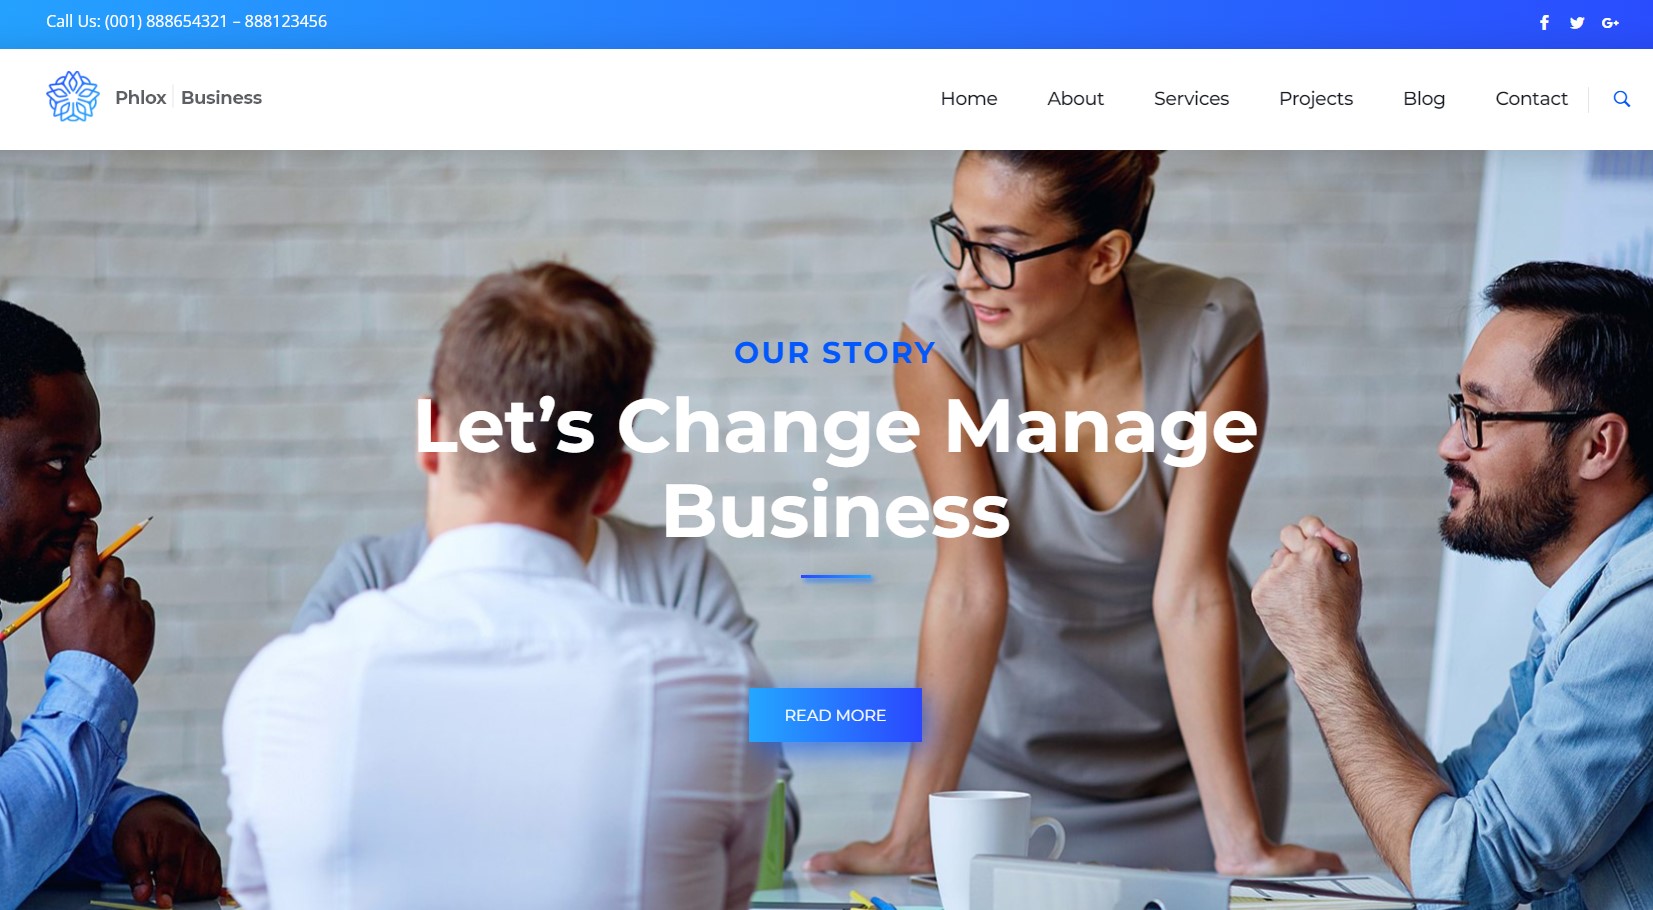 Call Us: (001) 888654321 – 888123456
Phlox Business
Home About Services Projects Blog Contact
OUR STORY
Let’s Change Manage
Business
READ MORE